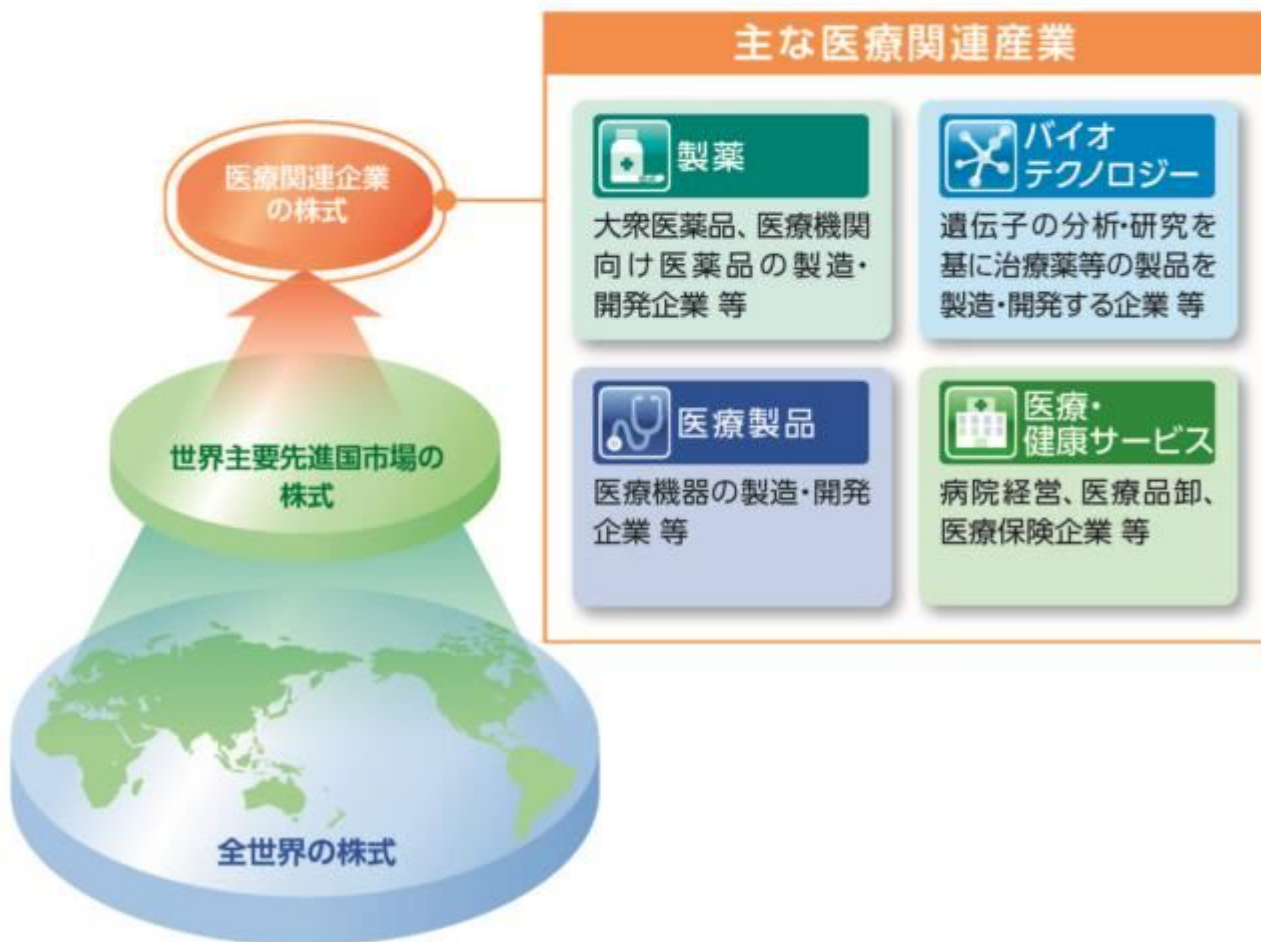 主な医療関連産業
医療関連企業
の株式
世界主要先進国市場の
株式
全世界の株式
製薬
大衆医薬品、医療機関
向け医薬品の製造・
開発企業 等
バイオ
テクノロジー
遺伝子の分析・研究を
基に治療薬等の製品を
製造・開発する企業 等
医療製品
医療機器の製造・開発
企業 等
医療・
健康サービス
病院経営、医療品卸、
医療保険企業 等